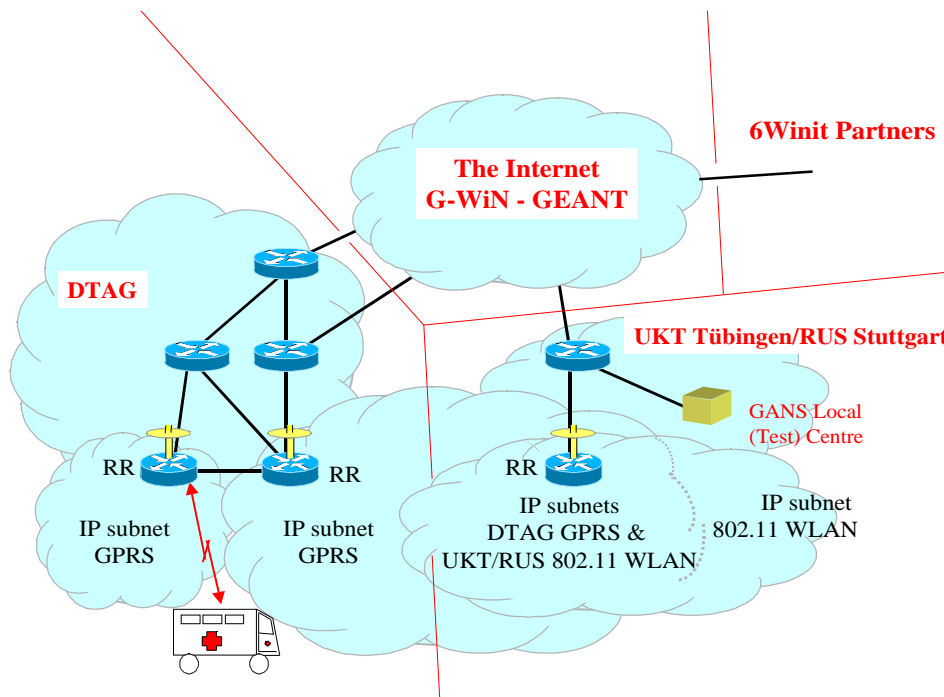 6Winit Partners
The Internet
G-WiN - GEANT
DTAG
UKT Tübingen/RUS Stuttgart
GANS Local
(Test) Centre
RR
RR
RR
IP subnet
GPRS
IP subnet
GPRS
IP subnets
DTAG GPRS &
UKT/RUS 802.11 WLAN
IP subnet
802.11 WLAN